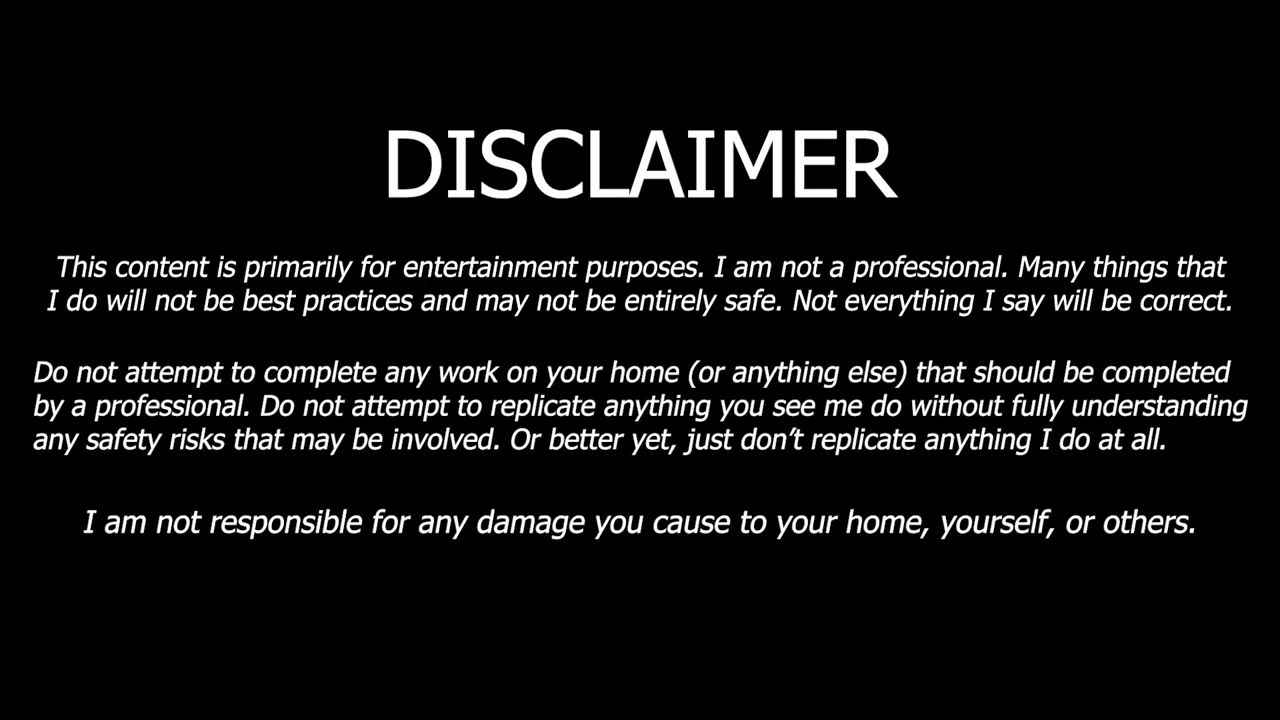 DISCLAIMER
This content is primarily for entertainment purposes. I am not a professional. Many things that
I do will not be best practices and may not be entirely safe. Not everything I say will be correct.
Do not attempt to complete any work on your home (or anything else) that should be completed
by a professional. Do not attempt to replicate anything you see me do without fully understanding
any safety risks that may be involved. Or better yet, just don’t replicate anything I do at all.
I am not responsible for any damage you cause to your home, yourself, or others.